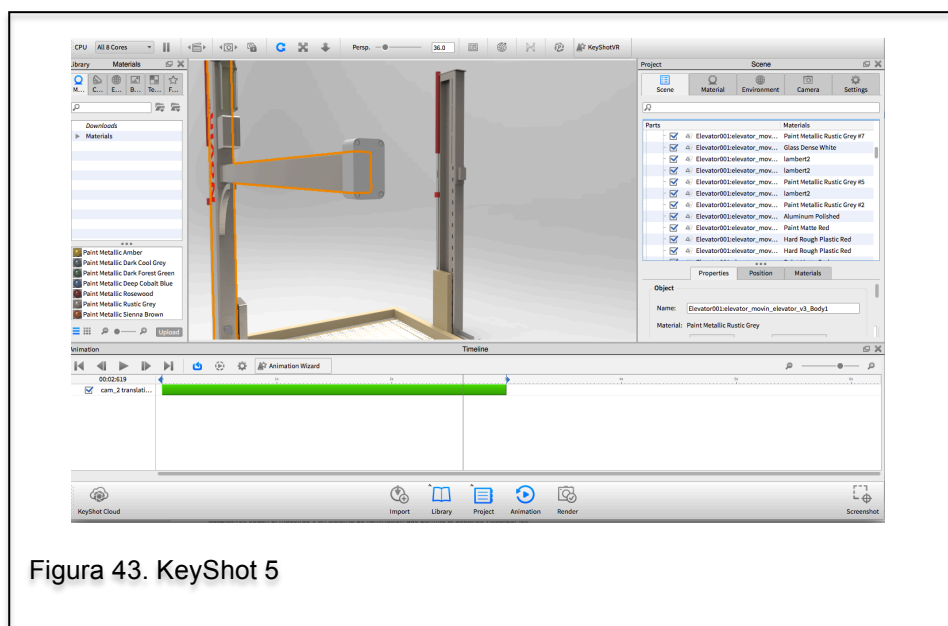 CPU All 8 Cores Persp. 36.0 KeyShotVR
Library Materials
M... C... E... B... Te... F...
Downloads
Materials
Paint Metallic Amber
Paint Metallic Dark Cool Grey
Paint Metallic Dark Forest Green
Paint Metallic Deep Cobalt Blue
Paint Metallic Rosewood
Paint Metallic Rustic Grey
Paint Metallic Sienna Brown
Upload
Project Scene
Scene Material Environment Camera Settings
Parts Materials
Elevator001:elevator_mov... Paint Metallic Rustic Grey #7
Elevator001:elevator_mov... Glass Dense White
Elevator001:elevator_mov... lambert2
Elevator001:elevator_mov... Paint Metallic Rustic Grey #5
Elevator001:elevator_mov... lambert2
Elevator001:elevator_mov... Paint Metallic Rustic Grey #2
Elevator001:elevator_mov... Aluminum Polished
Elevator001:elevator_mov... Paint Matte Red
Elevator001:elevator_mov... Hard Rough Plastic Red
Elevator001:elevator_mov... Hard Rough Plastic Red
Properties Position Materials
Object
Name: Elevator001:elevator_movin_elevator_v3_Body1
Material: Paint Metallic Rustic Grey
Animation Timeline
Animation Wizard
00:02:619
cam_2 translati...
KeyShot Cloud Import Library Project Animation Render Screenshot
Figura 43. KeyShot 5